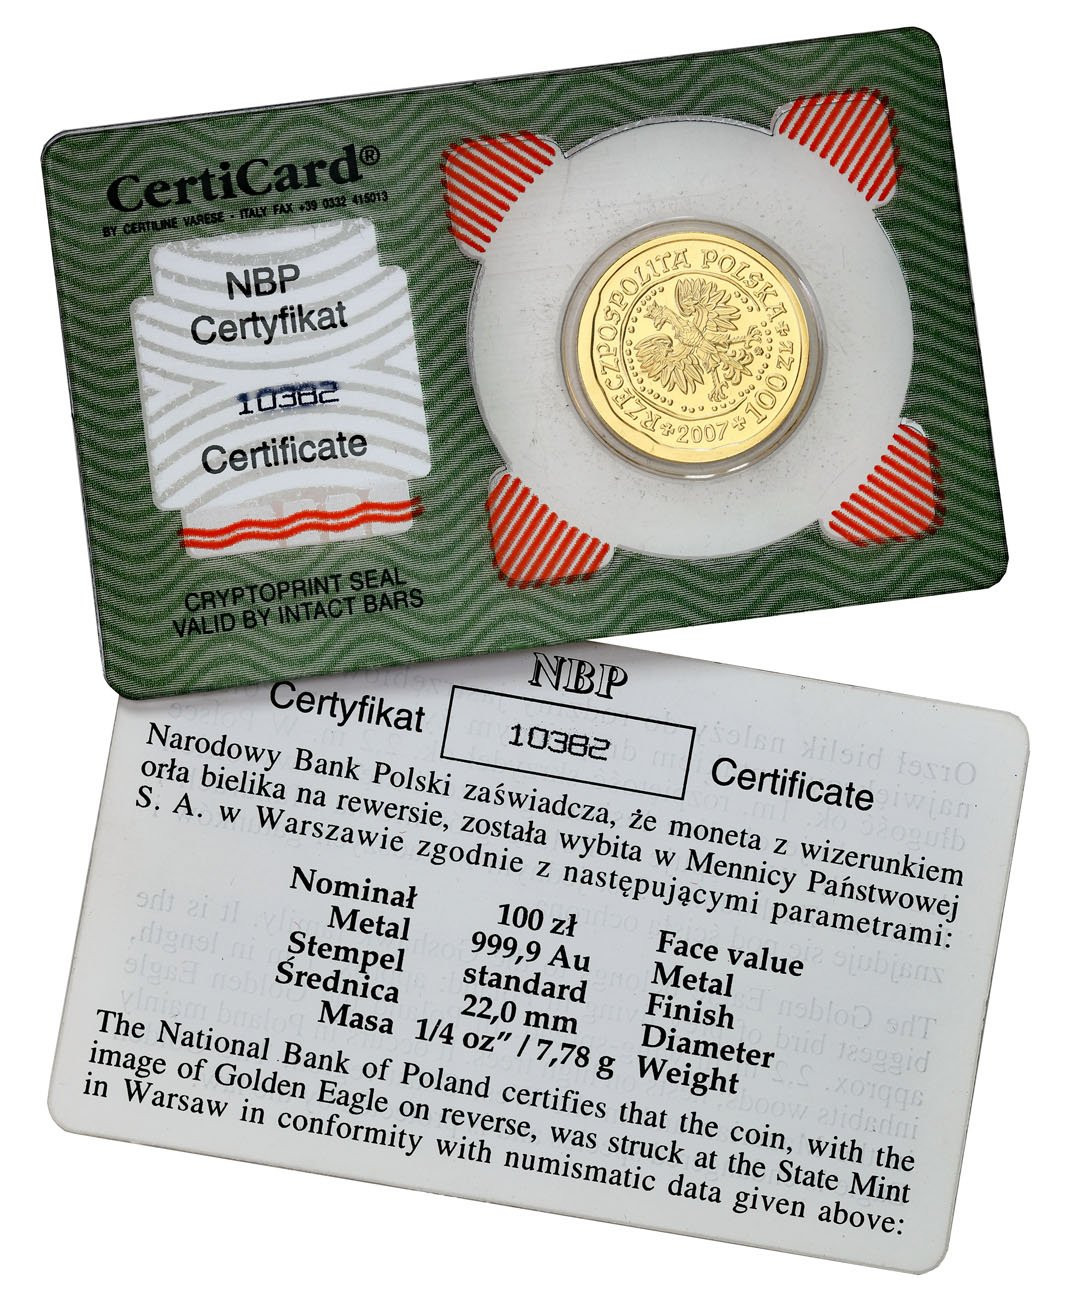 CertiCard®
BY CERTILINE VARESE - ITALY FAX +39 0332 415013
NBP
Certyfikat
10382
Certificate
CRYPTOPRINT SEAL
VALID BY INTACT BARS
RZECZPOSPOLITA POLSKA
100 ZŁ
2007
NBP
Certyfikat 10382 Certificate
Narodowy Bank Polski zaświadcza, że moneta z wizerunkiem
orła bielika na rewersie, została wybita w Mennicy Państwowej
S. A. w Warszawie zgodnie z następującymi parametrami:
Nominał 100 zł Face value
Metal 999,9 Au Metal
Stempel standard Finish
Średnica 22,0 mm Diameter
Masa 1/4 oz” / 7,78 g Weight
The National Bank of Poland certifies that the coin, with the
image of Golden Eagle on reverse, was struck at the State Mint
in Warsaw in conformity with numismatic data given above: